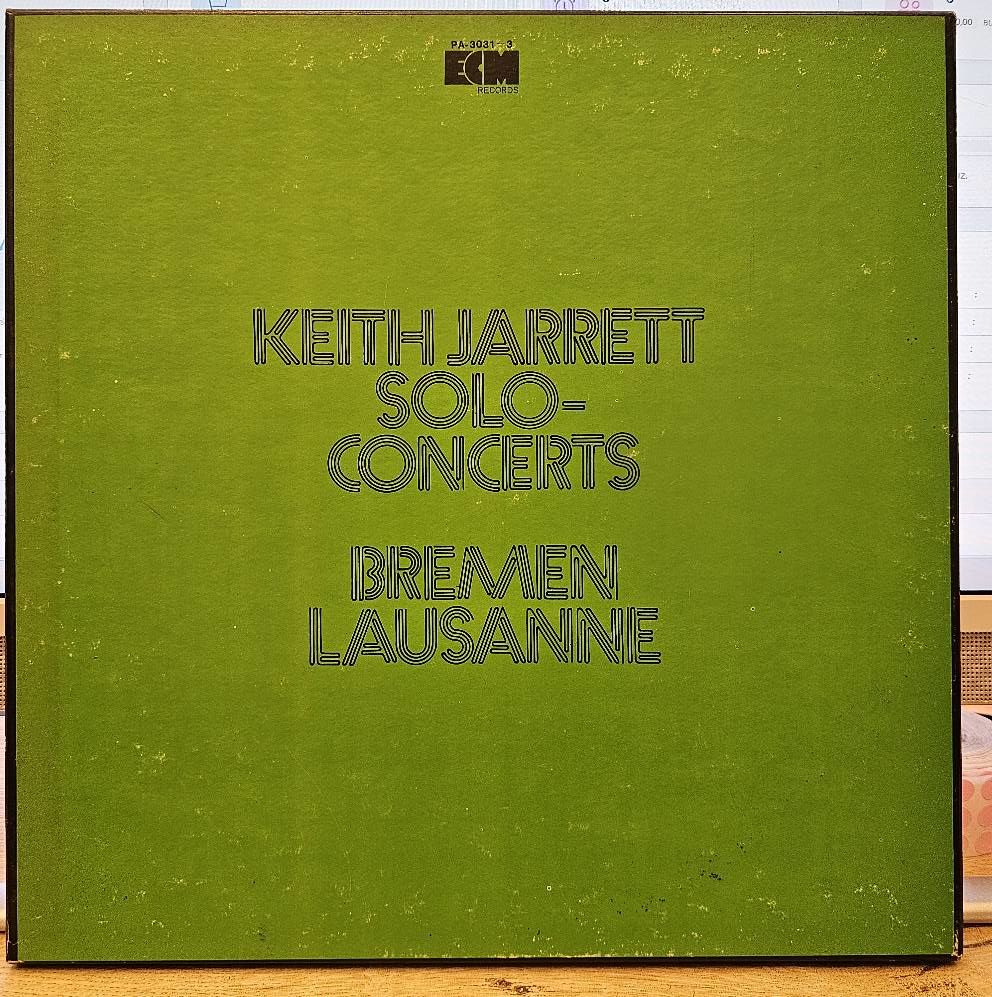 PA-3031~3
ECM
RECORDS
KEITH JARRETT
SOLO-
CONCERTS
BREMEN
LAUSANNE